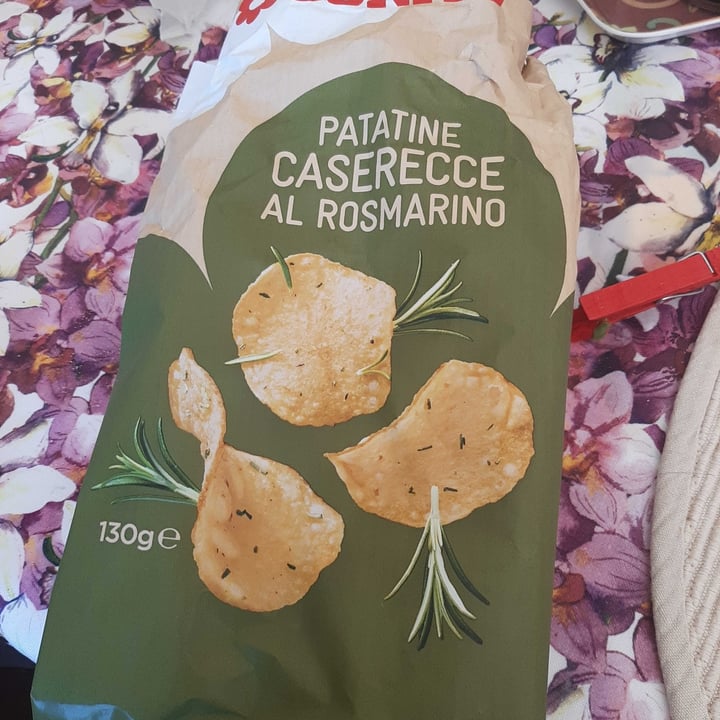 PATATINE
CASERECCE
AL ROSMARINO
130g℮